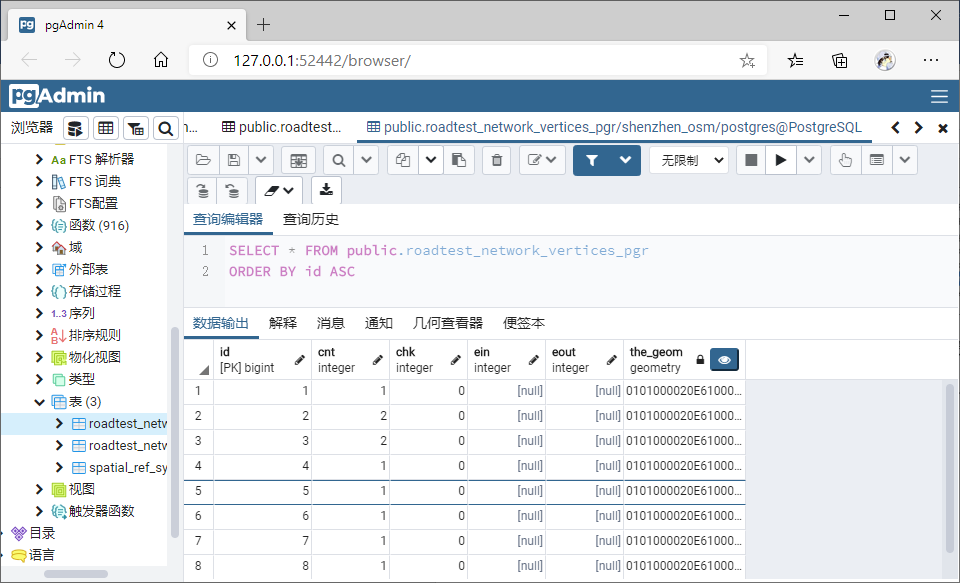 pgAdmin 4
127.0.0.1:52442/browser/
pgAdmin
浏览器
n...
public.roadtest...
public.roadtest_network_vertices_pgr/shenzhen_osm/postgres@PostgreSQL
无限制
查询编辑器 查询历史
1 SELECT * FROM public.roadtest_network_vertices_pgr
2 ORDER BY id ASC
数据输出 解释 消息 通知 几何查看器 便签本
id cnt chk ein eout the_geom
[PK] bigint integer integer integer integer geometry
1 1 1 0 [null] [null] 0101000020E61000...
2 2 2 0 [null] [null] 0101000020E61000...
3 3 2 0 [null] [null] 0101000020E61000...
4 4 1 0 [null] [null] 0101000020E61000...
5 5 1 0 [null] [null] 0101000020E61000...
6 6 1 0 [null] [null] 0101000020E61000...
7 7 1 0 [null] [null] 0101000020E61000...
8 8 1 0 [null] [null] 0101000020E61000...
Aa FTS 解析器
FTS 词典
FTS配置
函数 (916)
域
外部表
存储过程
1..3 序列
排序规则
物化视图
类型
表 (3)
roadtest_netw
roadtest_netw
spatial_ref_sy
视图
触发器函数
目录
语言